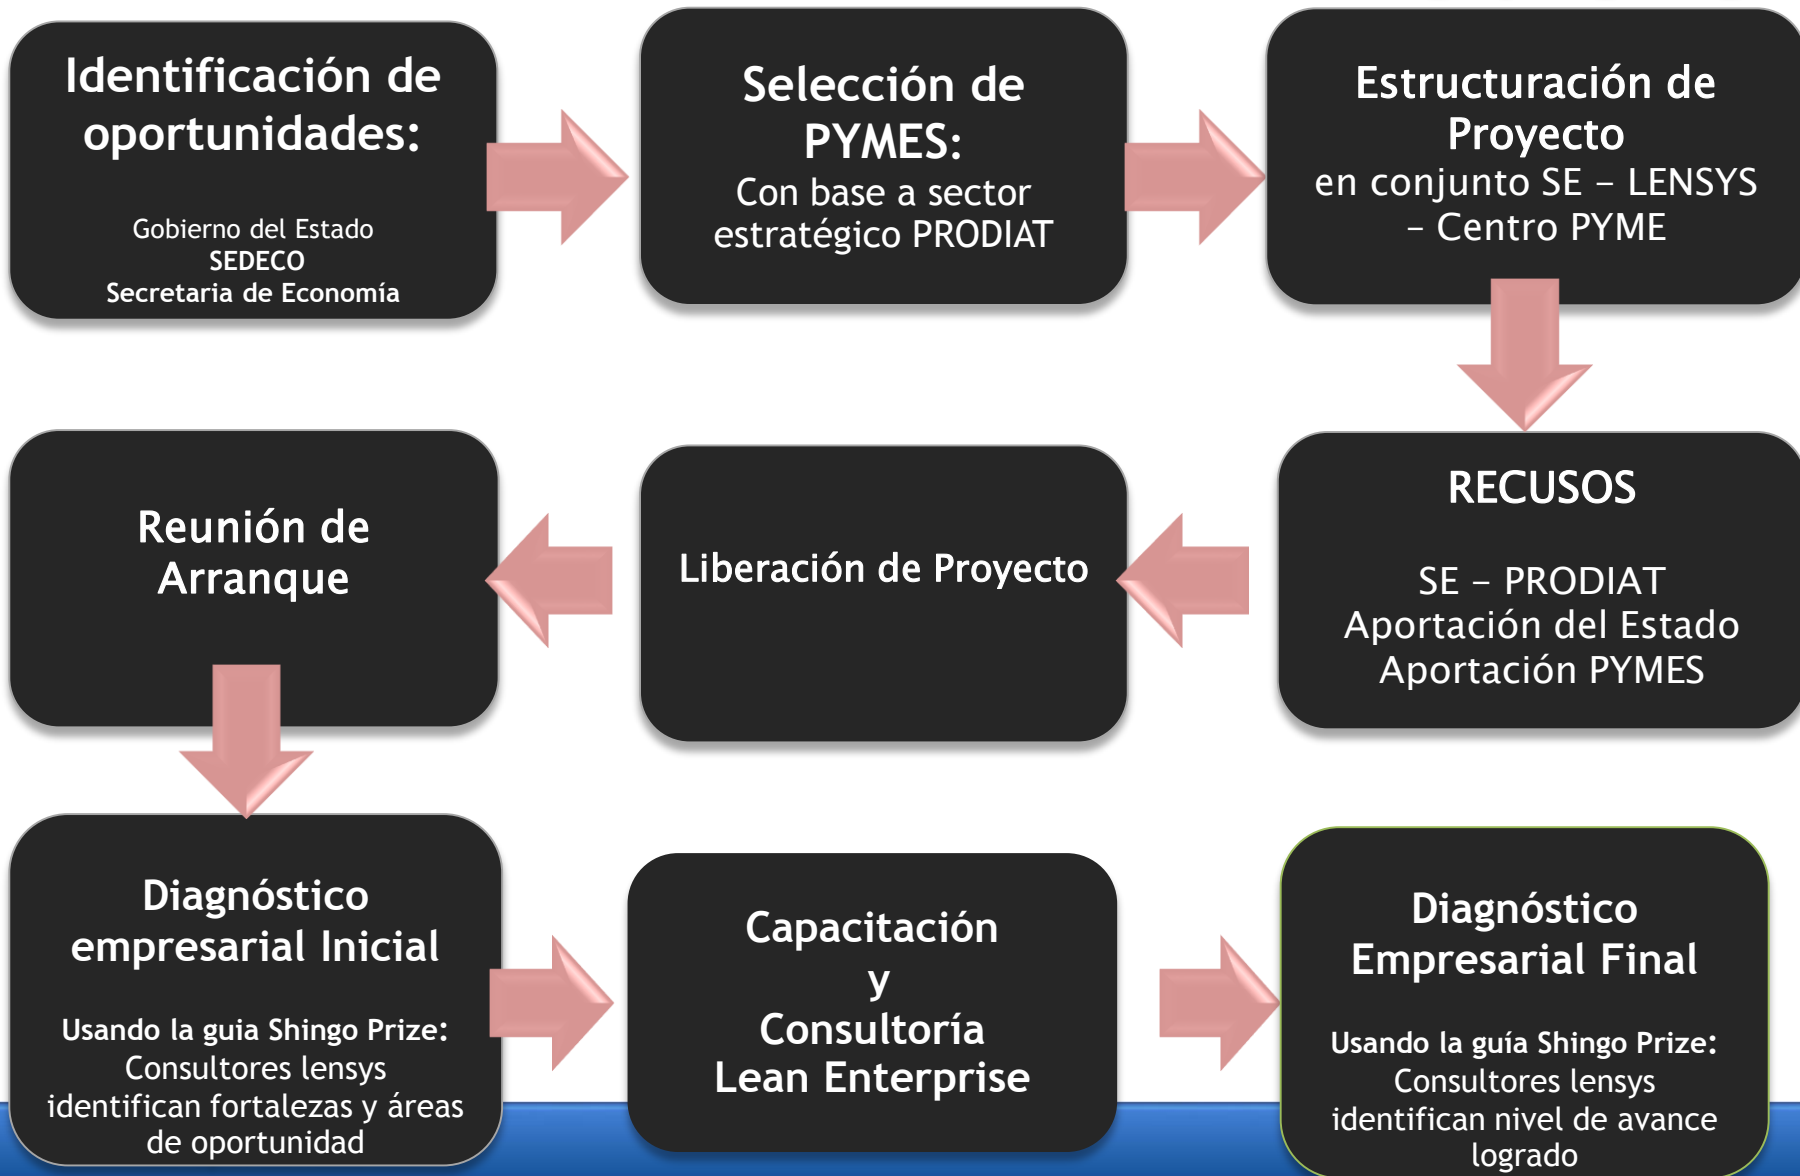 Identificación de
oportunidades:
Gobierno del Estado
SEDECO
Secretaria de Economía
Selección de
PYMES:
Con base a sector
estratégico PRODIAT
Estructuración de
Proyecto
en conjunto SE – LENSYS
– Centro PYME
RECUSOS
SE – PRODIAT
Aportación del Estado
Aportación PYMES
Liberación de Proyecto
Reunión de
Arranque
Diagnóstico
empresarial Inicial
Usando la guia Shingo Prize:
Consultores lensys
identifican fortalezas y áreas
de oportunidad
Capacitación
y
Consultoría
Lean Enterprise
Diagnóstico
Empresarial Final
Usando la guía Shingo Prize:
Consultores lensys
identifican nivel de avance
logrado